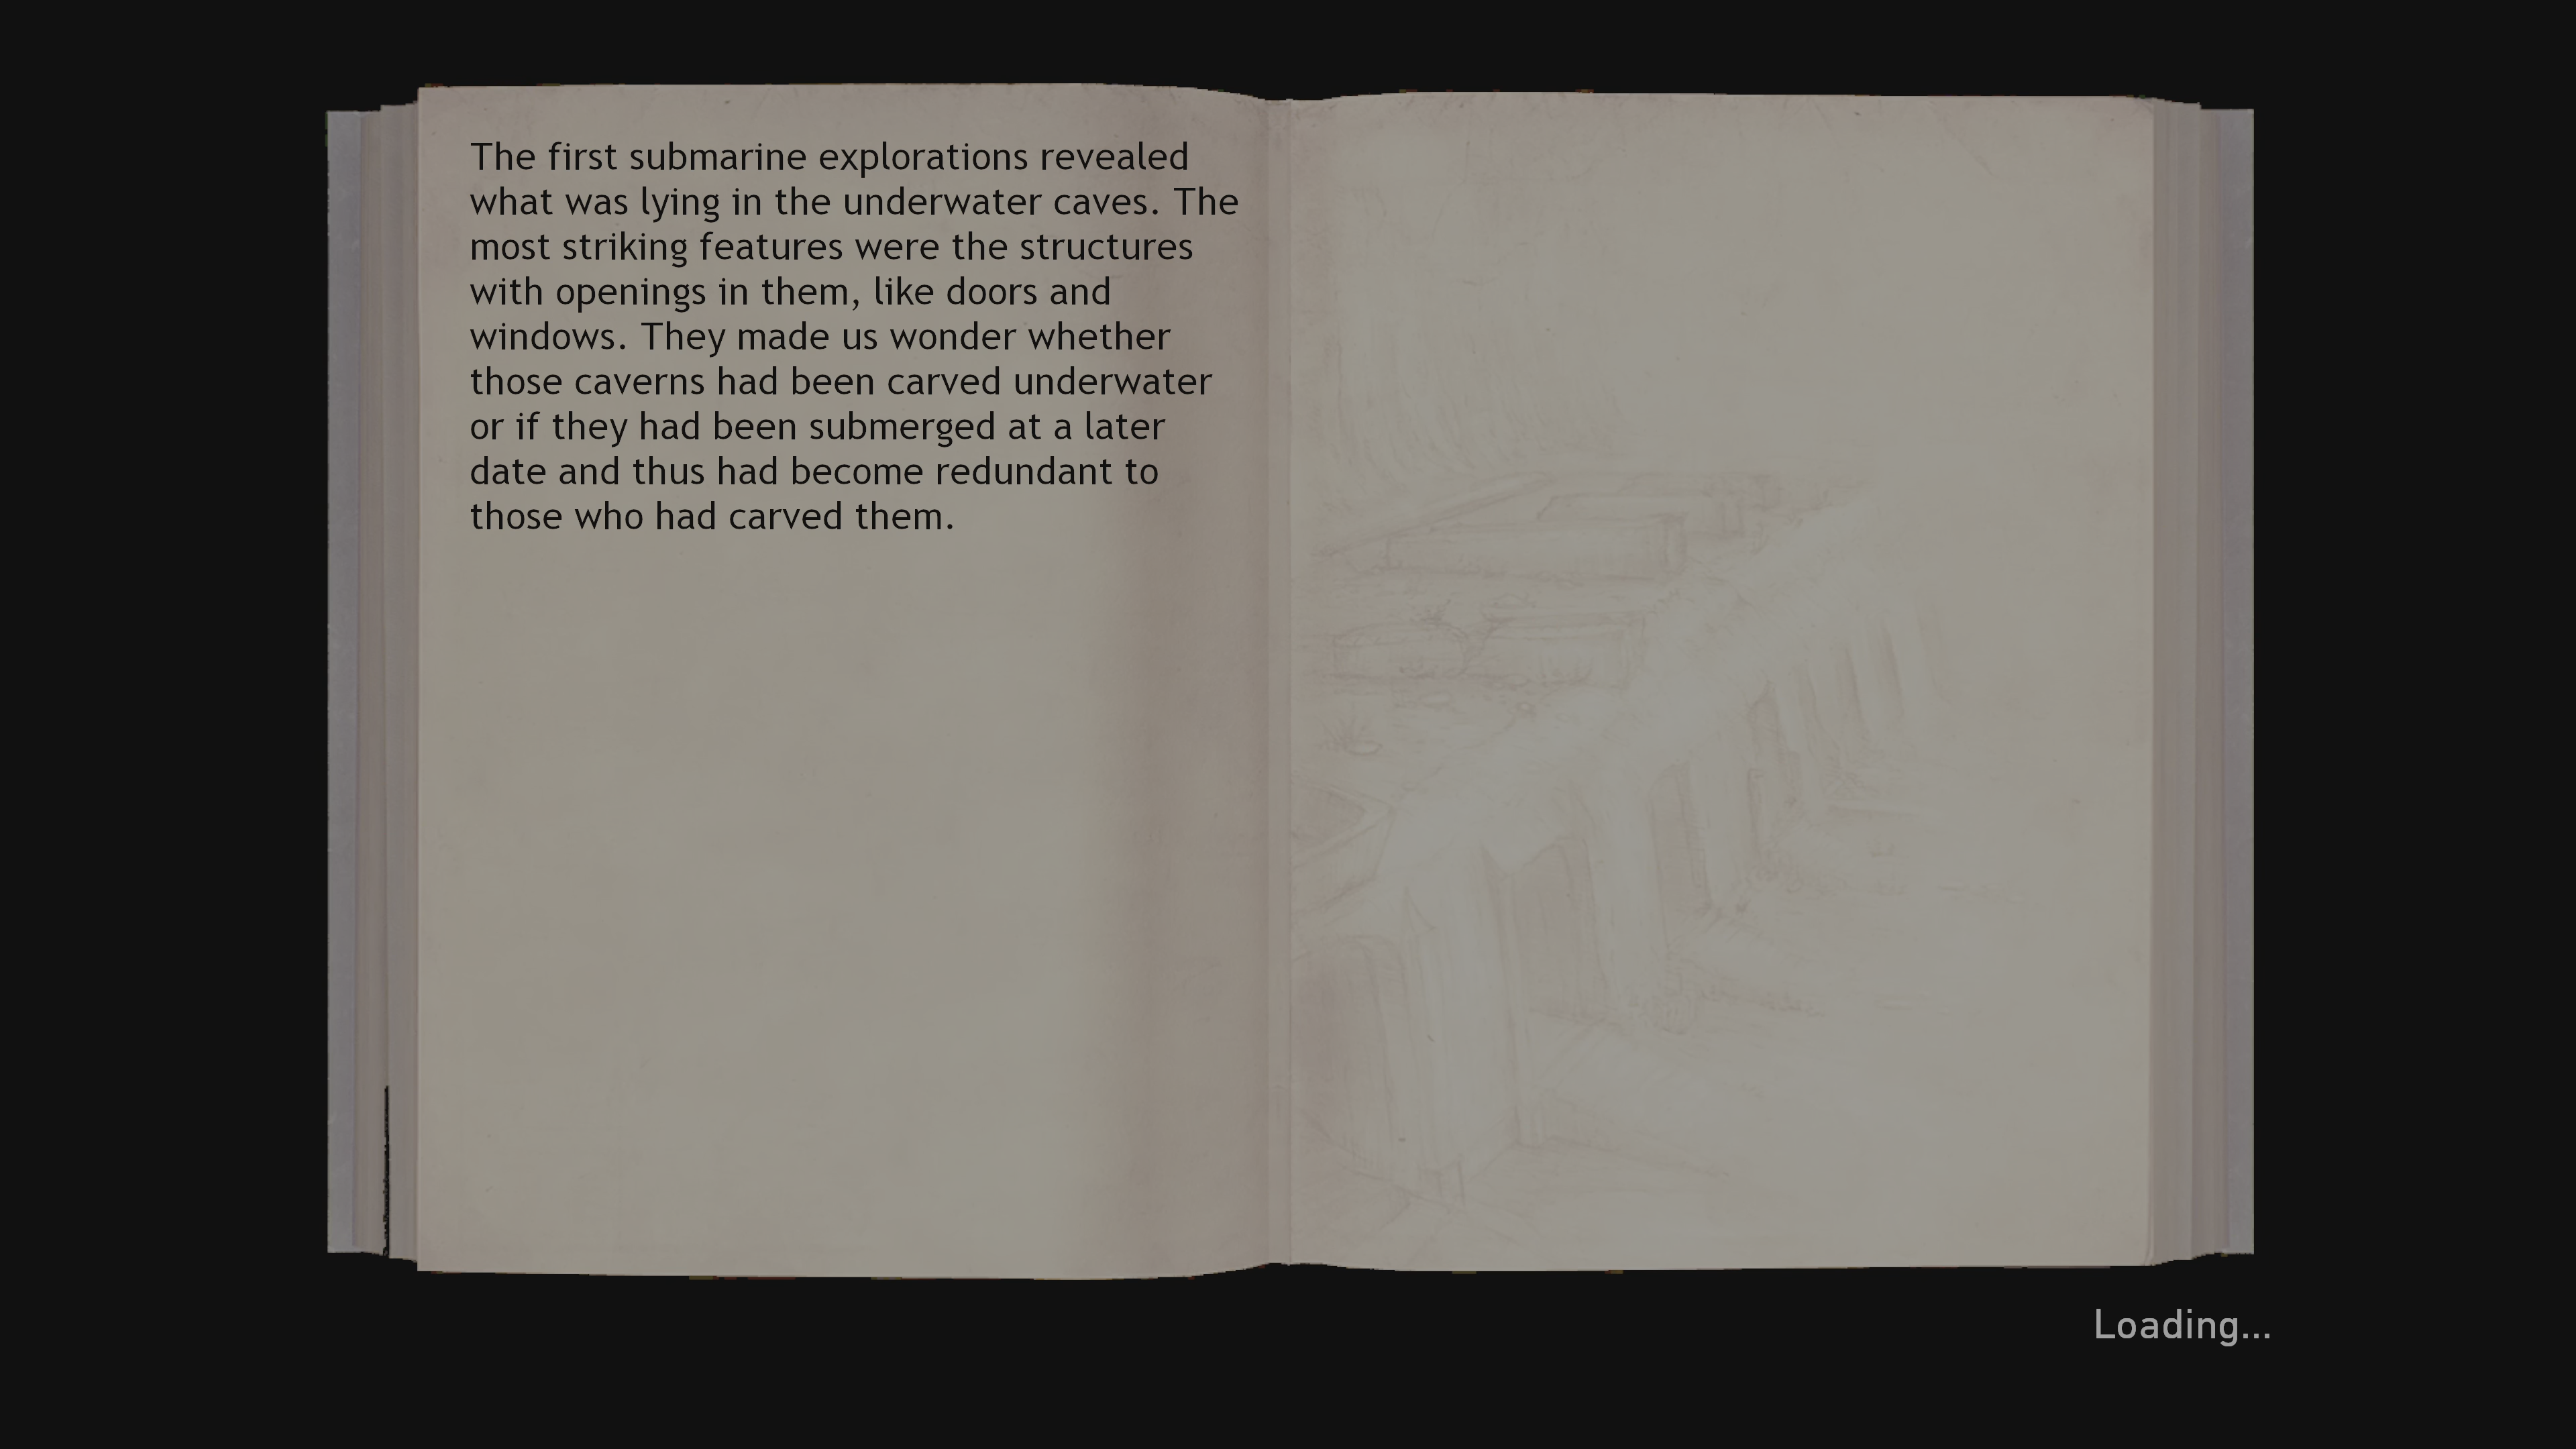 The first submarine explorations revealed
what was lying in the underwater caves. The
most striking features were the structures
with openings in them, like doors and
windows. They made us wonder whether
those caverns had been carved underwater
or if they had been submerged at a later
date and thus had become redundant to
those who had carved them.
Loading...